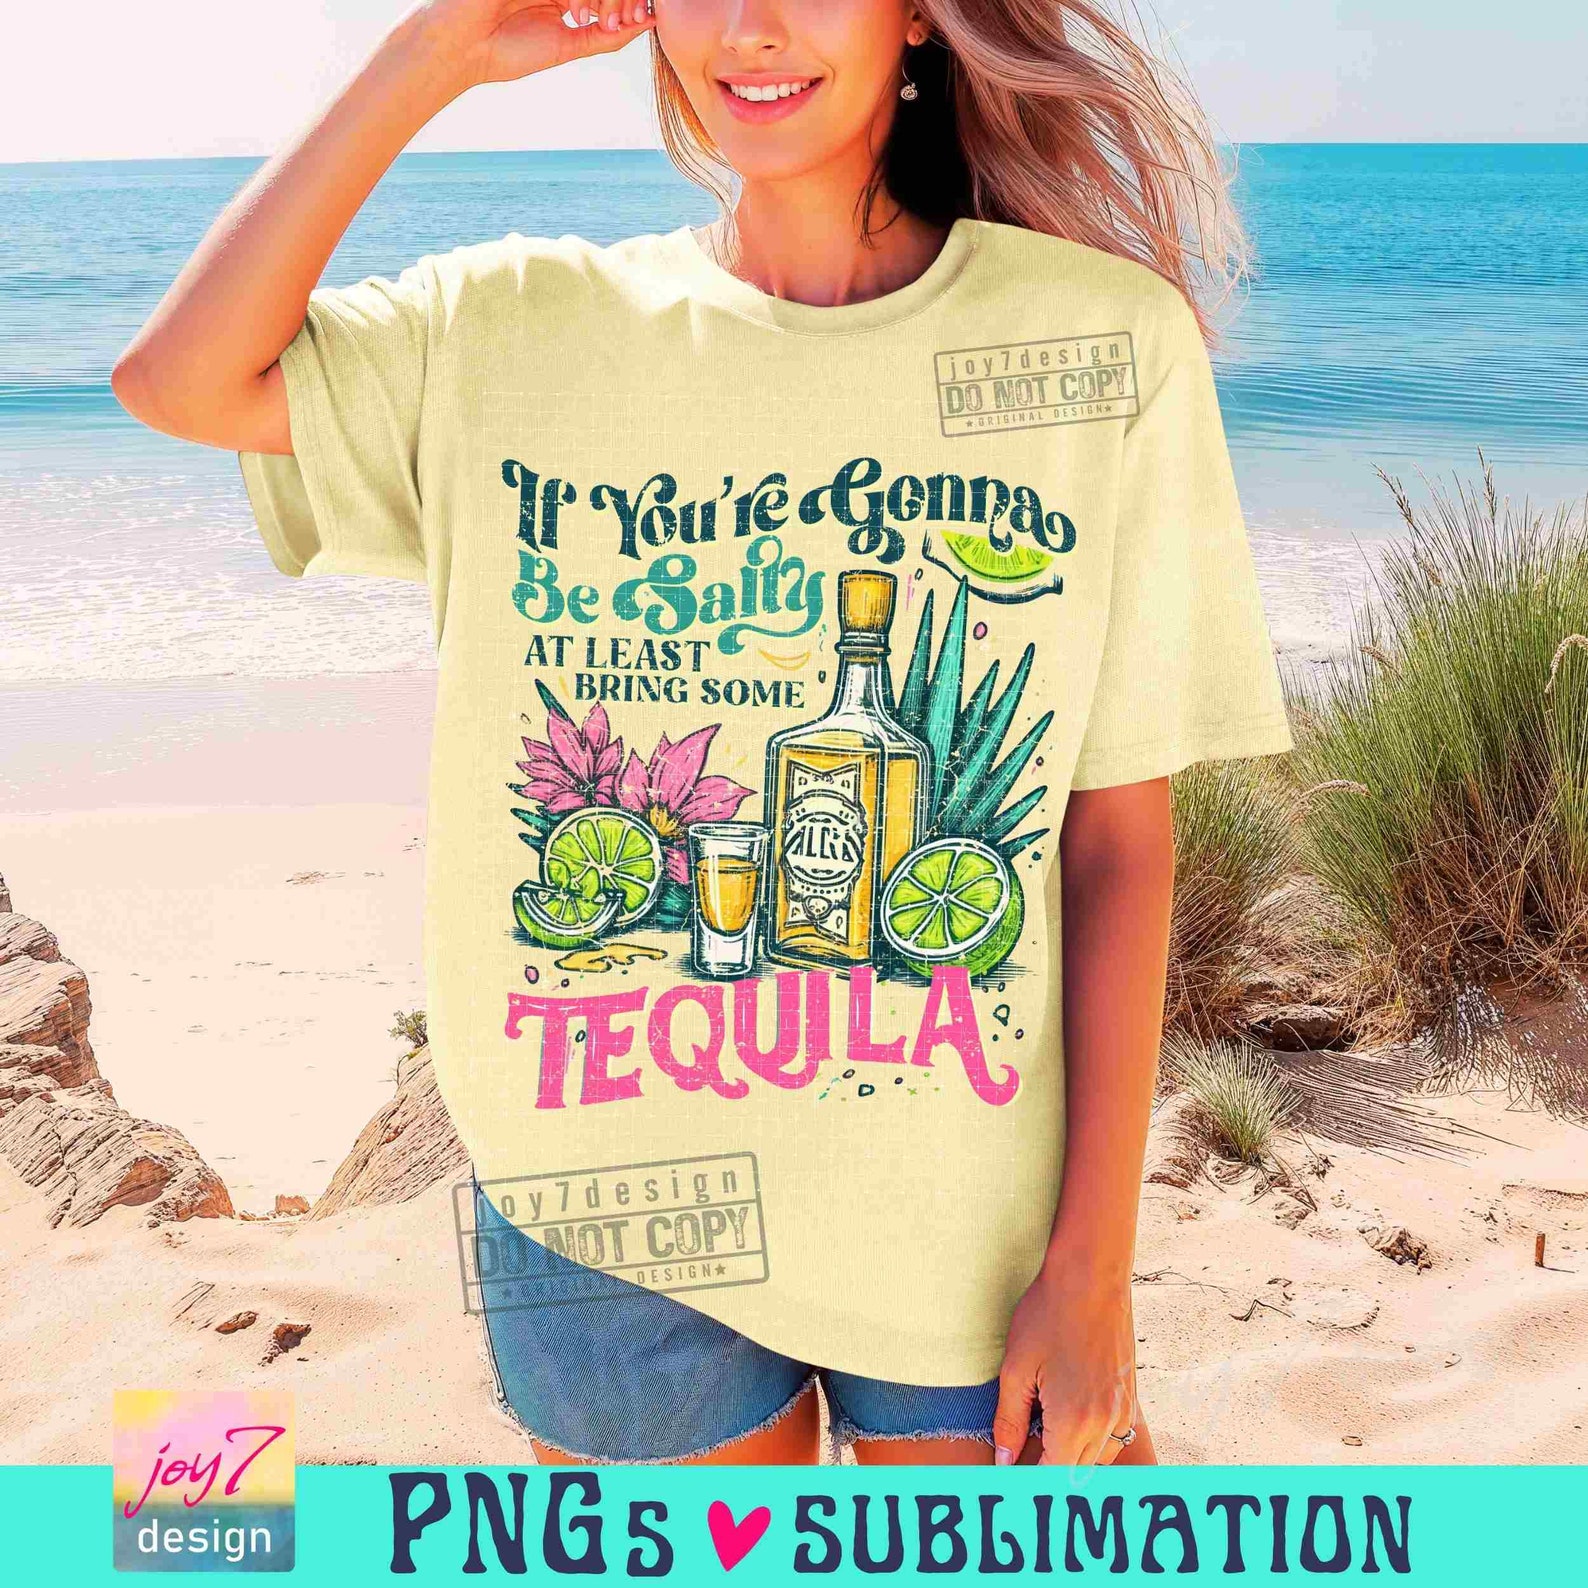 joy7design
DO NOT COPY
★ORIGINAL DESIGN★
If You're Gonna
Be Salty
AT LEAST
BRING SOME
TEQUILA
joy7design
DO NOT COPY
DESIGN★
joy7
design
PNGs ♥ SUBLIMATION